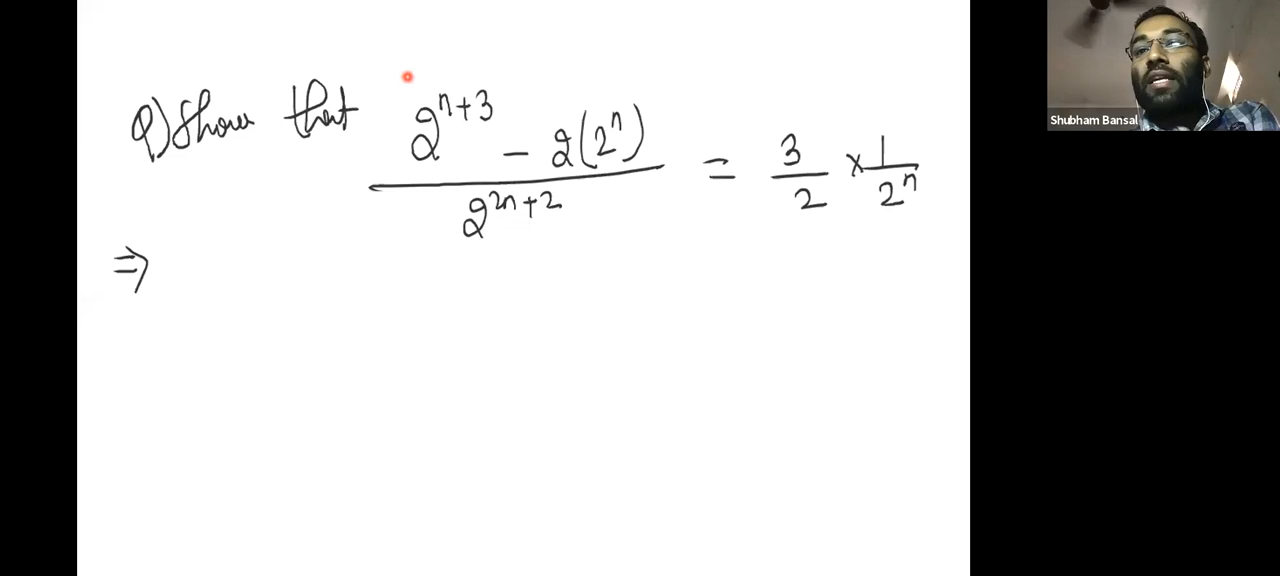 Q) Show that (2^{n+3} - 2(2^n)) / 2^{2n+2} = 3/2 × 1/2^n
⇒
Shubham Bansal